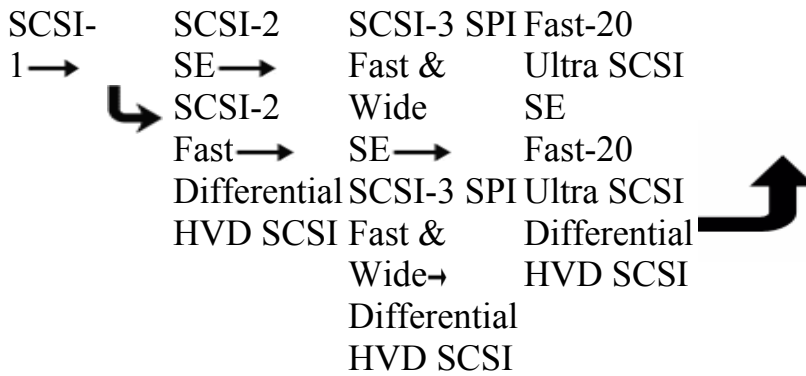 SCSI-
1
SCSI-2
SE
SCSI-2
Fast
Differential
HVD SCSI
SCSI-3 SPI
Fast &
Wide
SE
SCSI-3 SPI
Fast &
Wide
Differential
HVD SCSI
Fast-20
Ultra SCSI
SE
Fast-20
Ultra SCSI
Differential
HVD SCSI